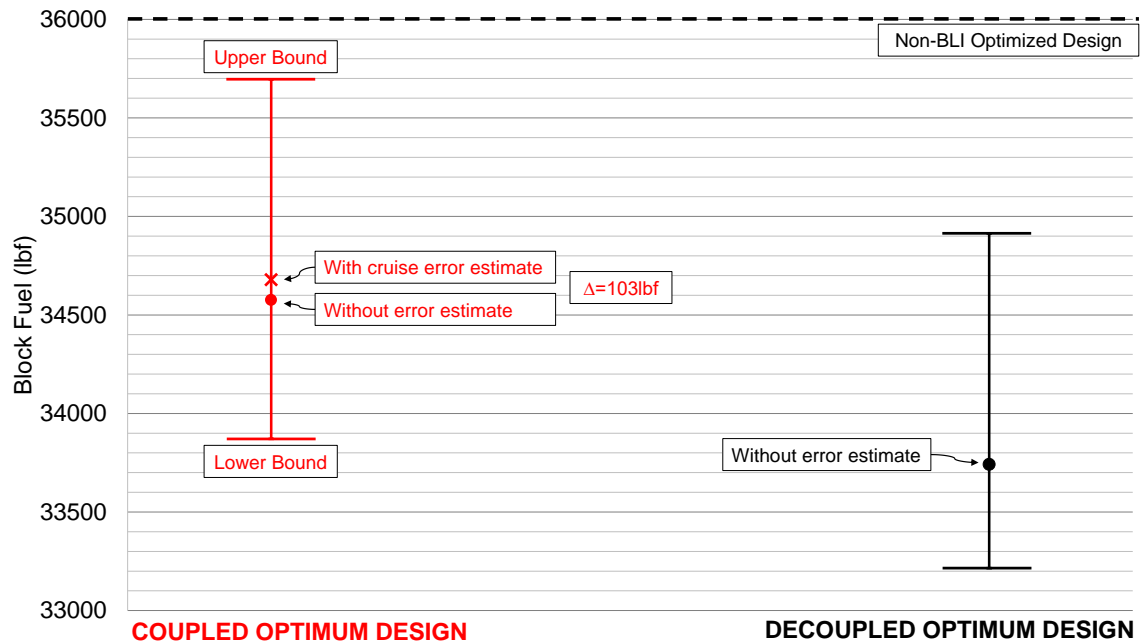 36000
Non-BLI Optimized Design
Upper Bound
35500
35000
With cruise error estimate
Δ=103lbf
Without error estimate
34500
Block Fuel (lbf)
34000
Lower Bound
Without error estimate
33500
33000
COUPLED OPTIMUM DESIGN
DECOUPLED OPTIMUM DESIGN